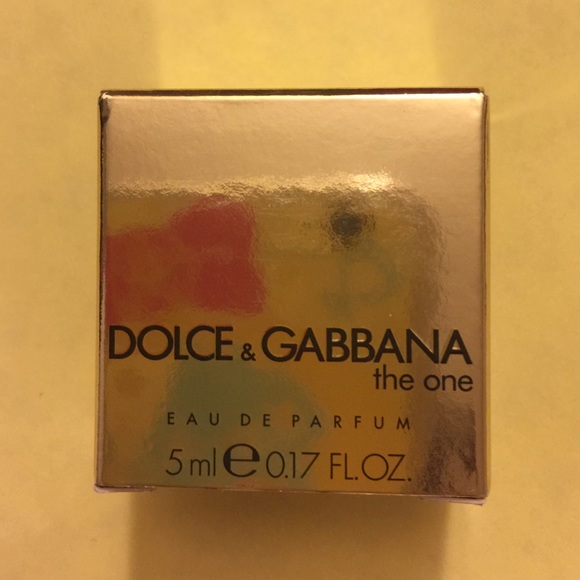 DOLCE & GABBANA
the one
EAU DE PARFUM
5 ml ℮ 0.17 FL.OZ.